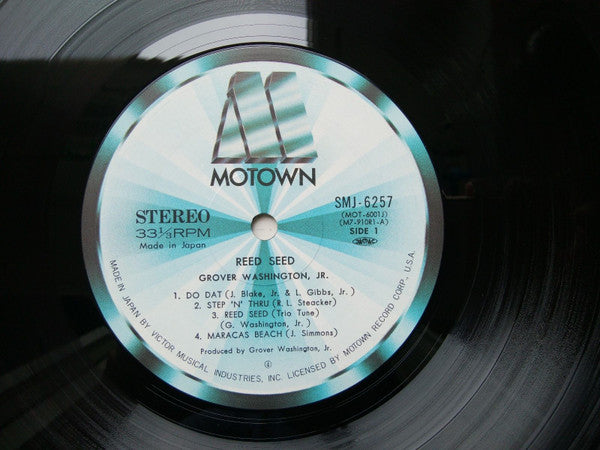 MOTOWN
STEREO
33⅓RPM
Made in Japan
SMJ-6257
(MOT-6001J)
(M7-910R1-A)
SIDE 1
REED SEED
GROVER WASHINGTON, JR.
1. DO DAT (J. Blake, Jr. & L. Gibbs, Jr.)
2. STEP 'N' THRU (R. L. Steacker)
3. REED SEED (Trio Tune)
(G. Washington, Jr.)
4. MARACAS BEACH (J. Simmons)
Produced by Grover Washington, Jr.
MADE IN JAPAN BY VICTOR MUSICAL INDUSTRIES, INC. LICENSED BY MOTOWN RECORD CORP., U.S.A.